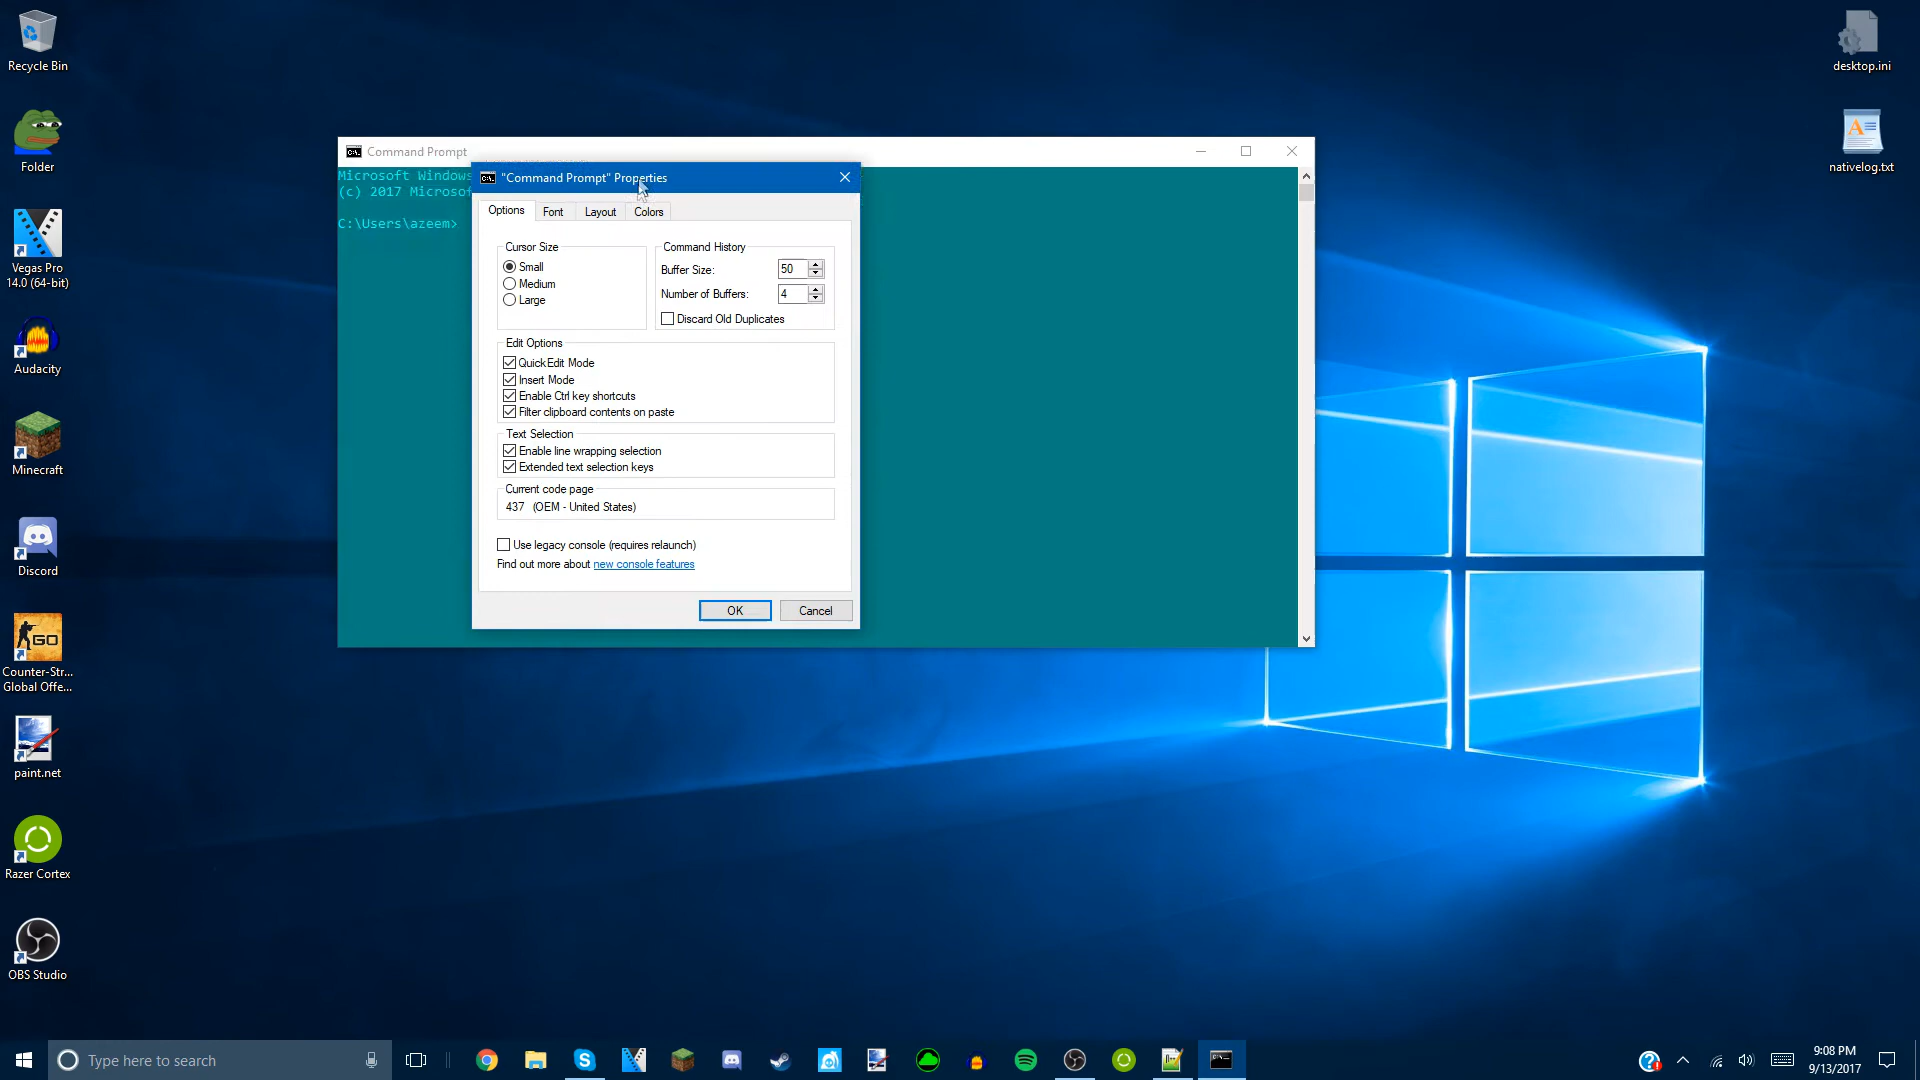 Recycle Bin
Folder
Vegas Pro
14.0 (64-bit)
Audacity
Minecraft
Discord
GO
Counter-Str...
Global Offe...
paint.net
Razer Cortex
OBS Studio
desktop.ini
nativelog.txt
Command Prompt
Microsoft Windows
(c) 2017 Microsof
C:\Users\azeem>
"Command Prompt" Properties
Options
Font
Layout
Colors
Cursor Size
Small
Medium
Large
Command History
Buffer Size: 50
Number of Buffers: 4
Discard Old Duplicates
Edit Options
QuickEdit Mode
Insert Mode
Enable Ctrl key shortcuts
Filter clipboard contents on paste
Text Selection
Enable line wrapping selection
Extended text selection keys
Current code page
437 (OEM - United States)
Use legacy console (requires relaunch)
Find out more about new console features
OK
Cancel
Type here to search
9:08 PM
9/13/2017